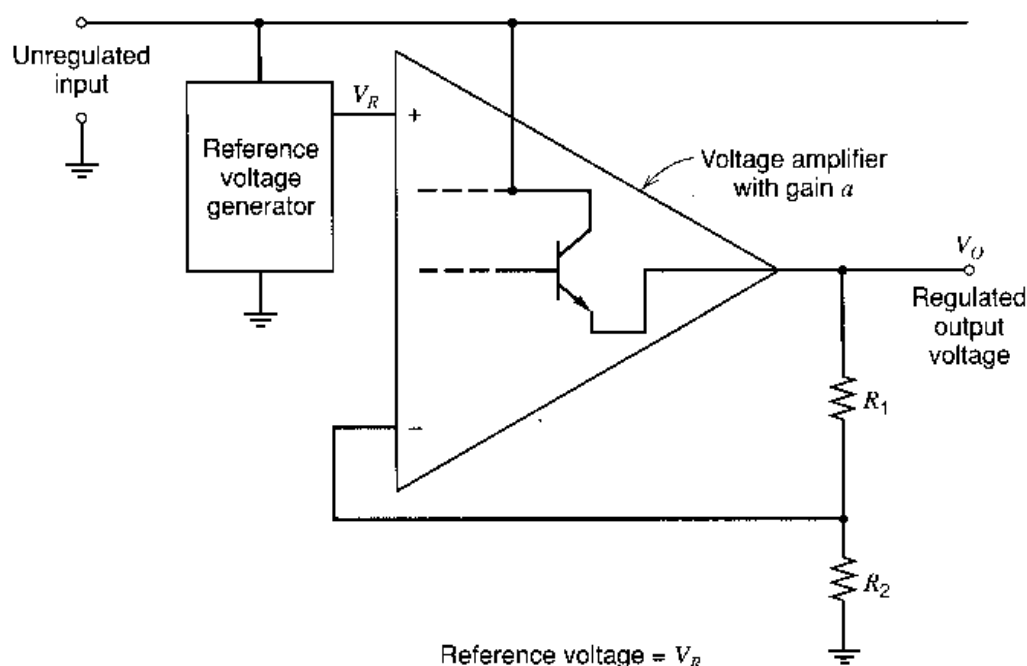 Unregulated
input
Reference
voltage
generator
V_R
+
−
Voltage amplifier
with gain a
V_O
Regulated
output
voltage
R_1
R_2
Reference voltage = V_R